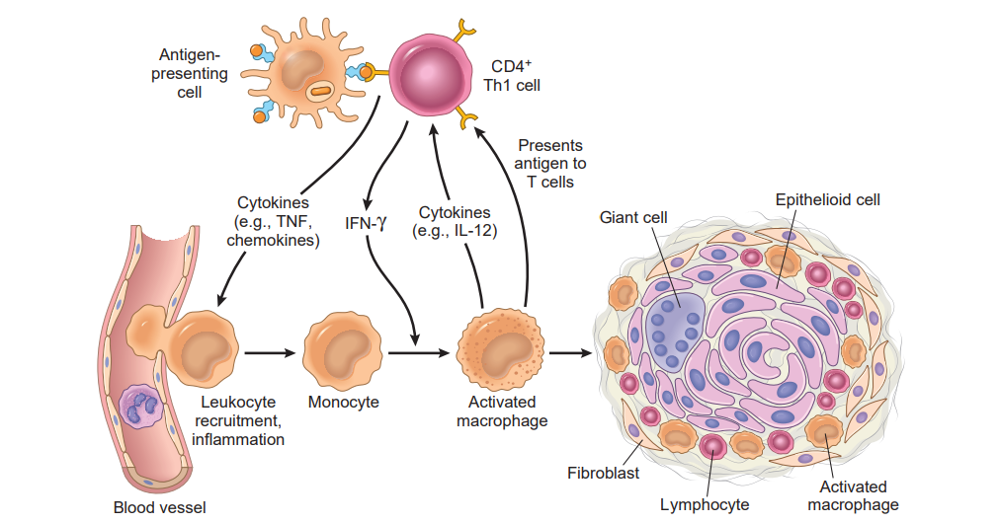 Antigen-
presenting
cell
CD4+
Th1 cell
Presents
antigen to
T cells
Cytokines
(e.g., TNF,
chemokines)
IFN-γ
Cytokines
(e.g., IL-12)
Giant cell
Epithelioid cell
Leukocyte
recruitment,
inflammation
Monocyte
Activated
macrophage
Fibroblast
Lymphocyte
Activated
macrophage
Blood vessel